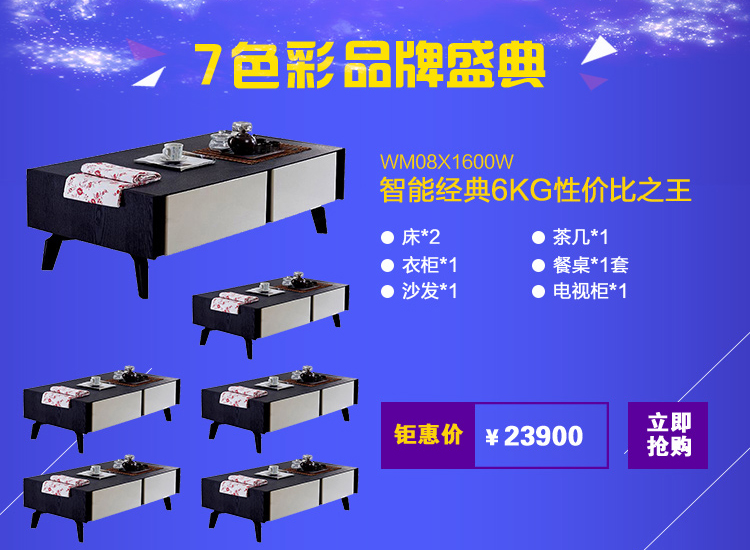 7色彩品牌盛典
WM08X1600W
智能经典6KG性价比之王
床*2
茶几*1
衣柜*1
餐桌*1套
沙发*1
电视柜*1
钜惠价
¥ 23900
立即
抢购